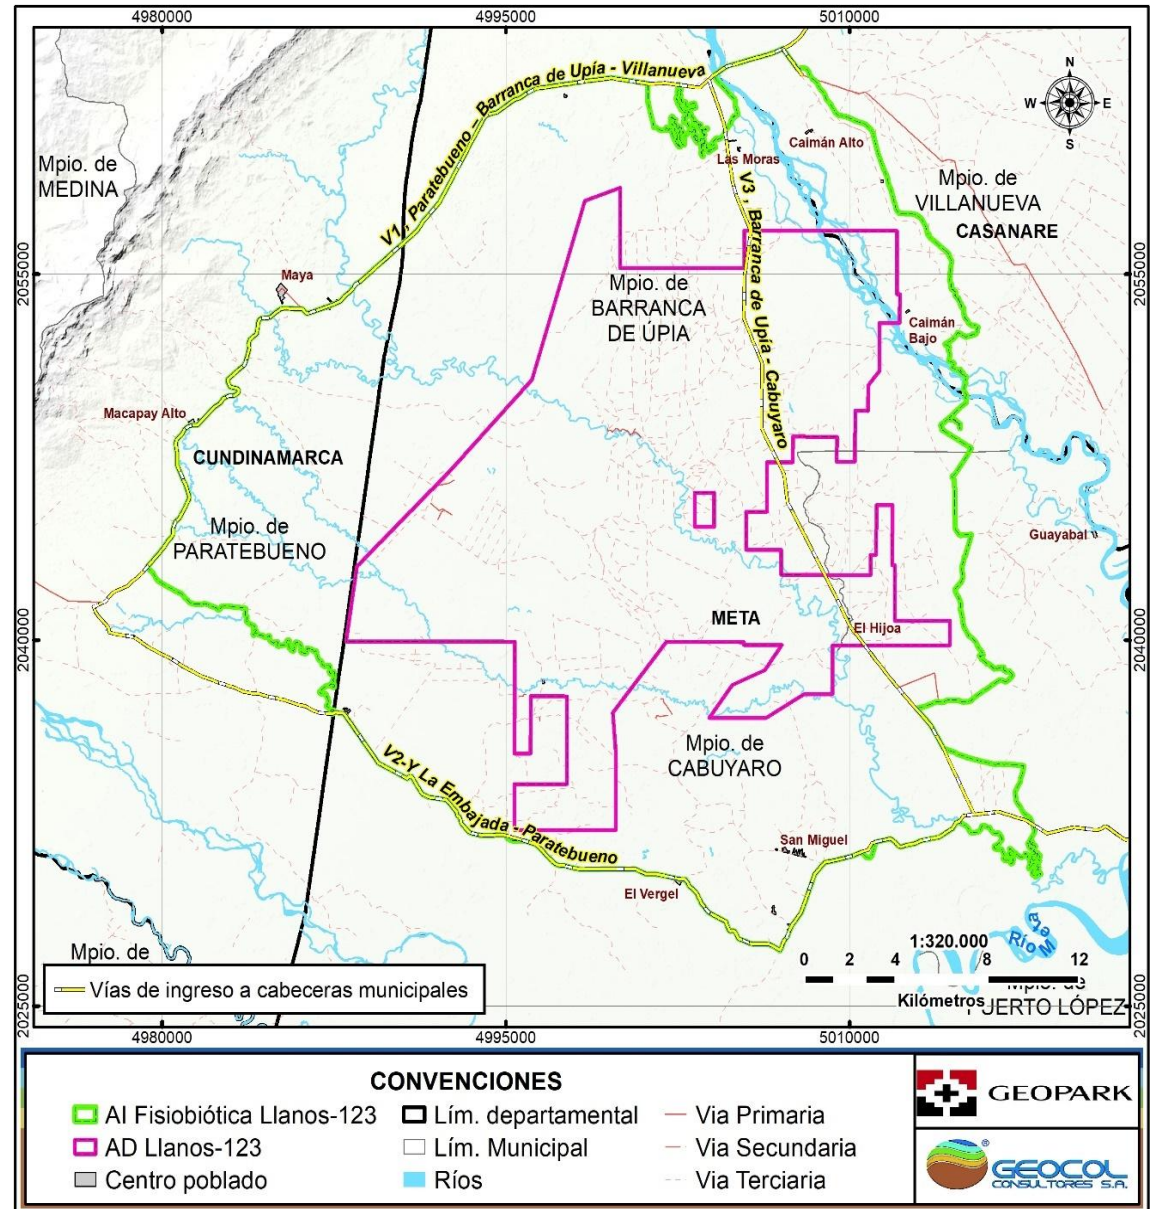 4980000
4995000
5010000
N
W
E
S
V1, Paratebueno – Barranca de Upía - Villanueva
Mpio. de
MEDINA
Las Moras
Caimán Alto
Mpio. de
VILLANUEVA
CASANARE
2055000
2055000
Maya
V3 , Barranca de Upía - Cabuyaro
Mpio. de
BARRANCA
DE ÚPIA
Caimán
Bajo
Macapay Alto
CUNDINAMARCA
Mpio. de
PARATEBUENO
Guayabal
2040000
2040000
META
El Hijoa
Mpio. de
CABUYARO
V2-Y La Embajada - Paratebueno
San Miguel
El Vergel
Río Meta
Mpio. de
1:320.000
0 2 4 8 12
Kilómetros
Mpio. de
PUERTO LÓPEZ
Vías de ingreso a cabeceras municipales
2025000
2025000
4980000
4995000
5010000
CONVENCIONES
AI Fisiobiótica Llanos-123
AD Llanos-123
Centro poblado
Lím. departamental
Lím. Municipal
Ríos
Via Primaria
Via Secundaria
Via Terciaria
GEOPARK
GEOCOL
CONSULTORES S.A.